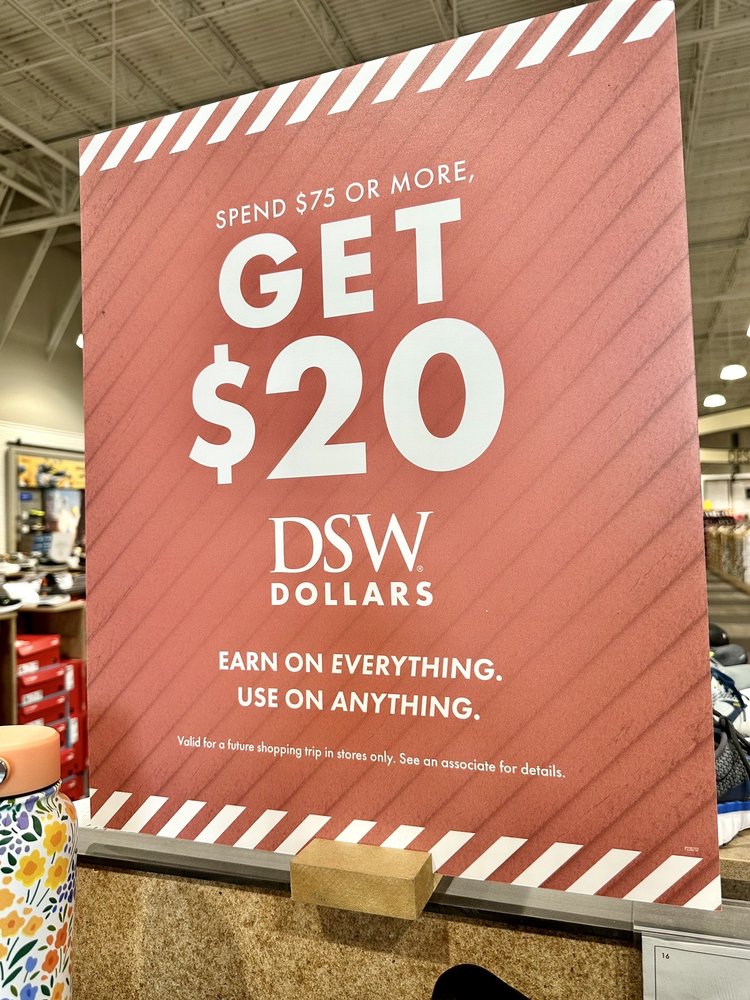 SPEND $75 OR MORE,
GET
$20
DSW®
DOLLARS
EARN ON EVERYTHING.
USE ON ANYTHING.
Valid for a future shopping trip in stores only. See an associate for details.
16